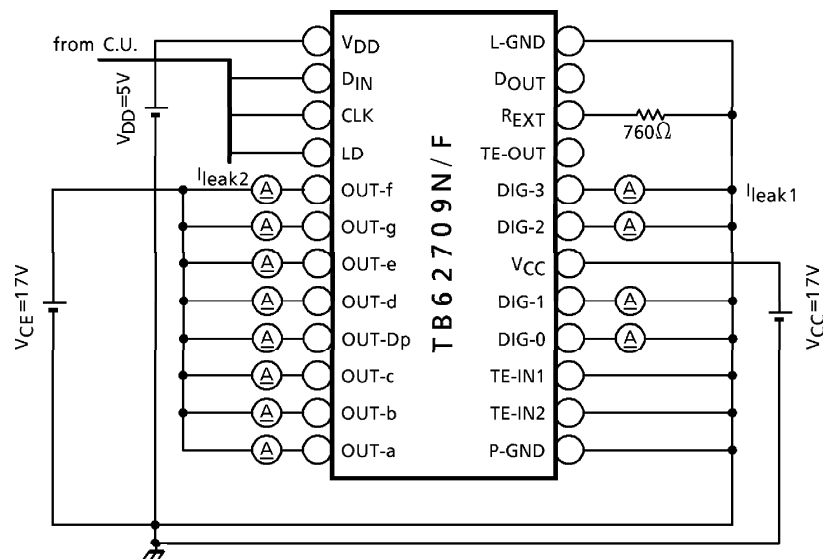 from C.U.
VDD=5V
VCE=17V
Ileak2
VDD
DIN
CLK
LD
OUT-f
OUT-g
OUT-e
OUT-d
OUT-Dp
OUT-c
OUT-b
OUT-a
A
A
A
A
A
A
A
A
TB62709N/F
L-GND
DOUT
REXT
TE-OUT
DIG-3
DIG-2
VCC
DIG-1
DIG-0
TE-IN1
TE-IN2
P-GND
760Ω
A
A
A
A
Ileak1
VCC=17V